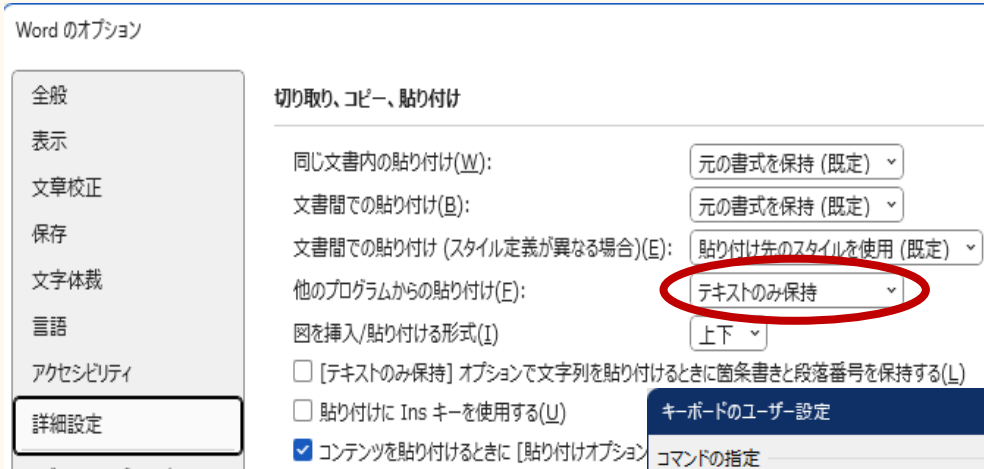 Word のオプション
全般
表示
文章校正
保存
文字体裁
言語
アクセシビリティ
詳細設定
切り取り、コピー、貼り付け
同じ文書内の貼り付け(W): 元の書式を保持 (既定)
文書間での貼り付け(B): 元の書式を保持 (既定)
文書間での貼り付け (スタイル定義が異なる場合)(E): 貼り付け先のスタイルを使用 (既定)
他のプログラムからの貼り付け(F): テキストのみ保持
図を挿入/貼り付ける形式(I) 上下
[テキストのみ保持] オプションで文字列を貼り付けるときに箇条書きと段落番号を保持する(L)
貼り付けに Ins キーを使用する(U)
コンテンツを貼り付けるときに [貼り付けオプション
キーボードのユーザー設定
コマンドの指定